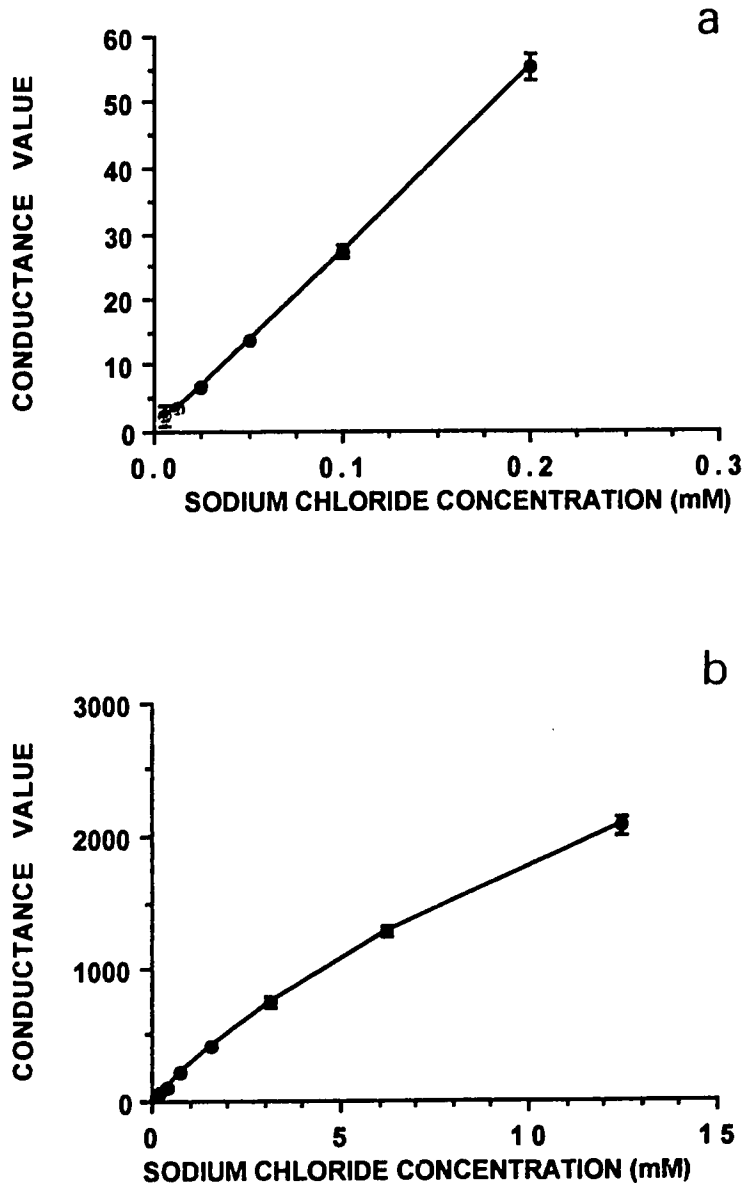 a
60
50
40
30
20
10
0
CONDUCTANCE VALUE
0.0 0.1 0.2 0.3
SODIUM CHLORIDE CONCENTRATION (mM)
b
3000
2000
1000
0
CONDUCTANCE VALUE
0 5 10 15
SODIUM CHLORIDE CONCENTRATION (mM)